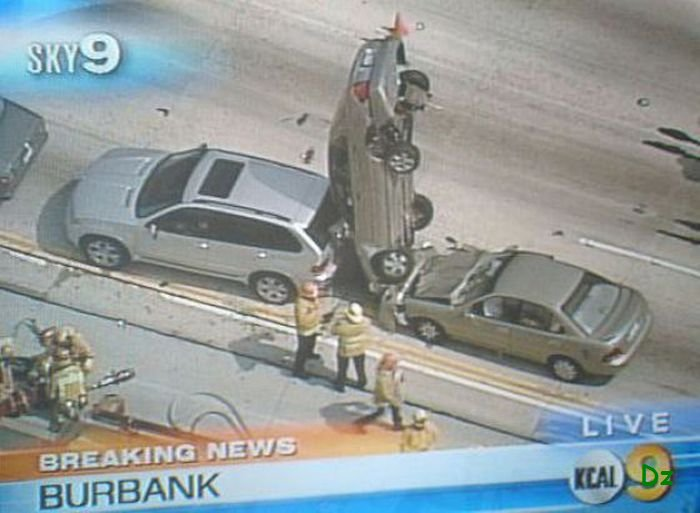 SKY9
BREAKING NEWS
BURBANK
LIVE
KCAL 9
Dz